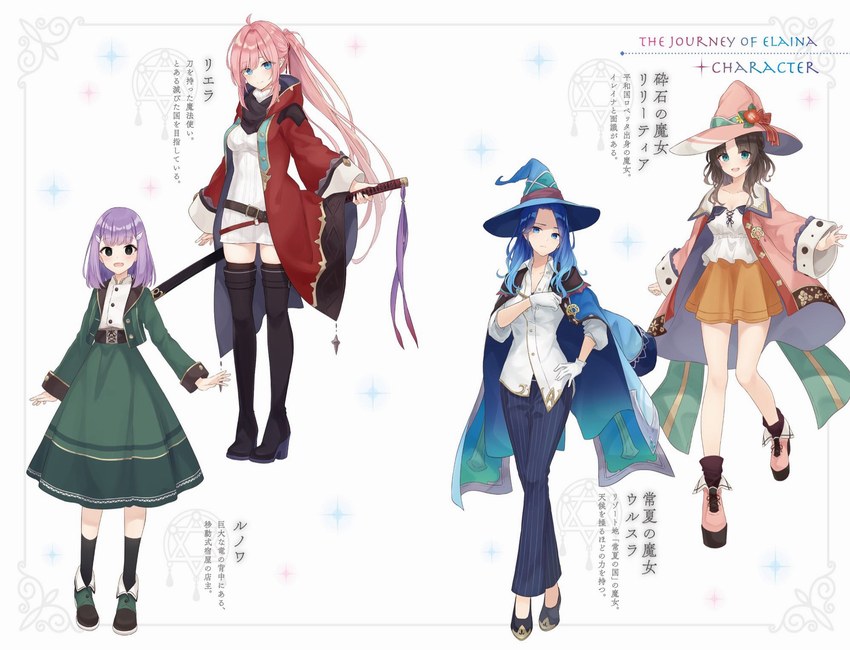 THE JOURNEY OF ELAINA
CHARACTER
砕石の魔女
リリーティア
平和国ロベッタ出身の魔女。
イレイナと面識がある。
リエラ
刀を持った魔法使い。
とある滅びた国を目指している。
常夏の魔女
ウルスラ
リゾート地『常夏の国』の魔女。
天候を操るほどの力を持つ。
ルノワ
巨大な竜の背中にある、
移動式宿屋の店主。